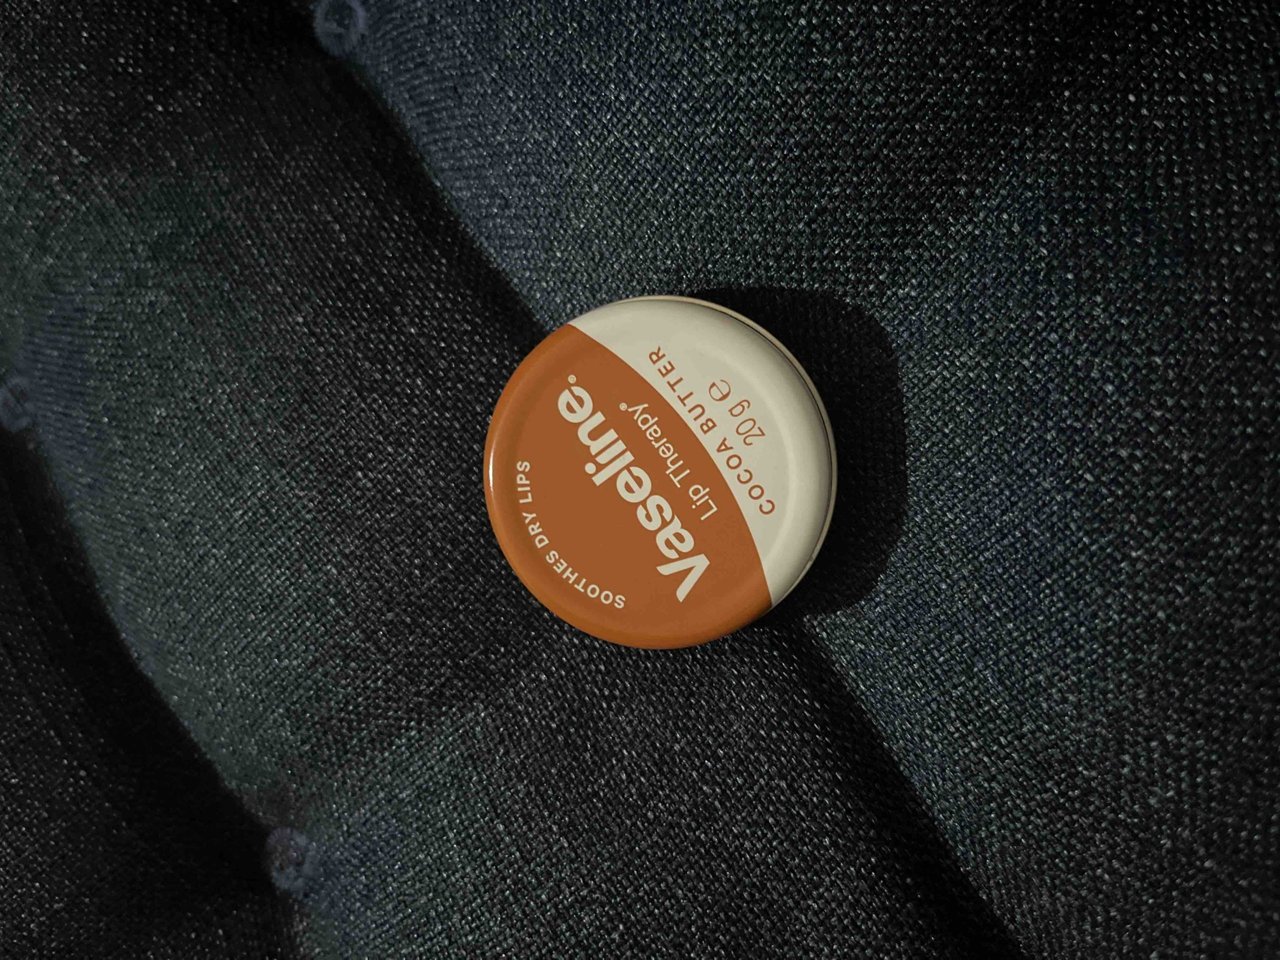 SOOTHES DRY LIPS
Vaseline®
Lip Therapy®
COCOA BUTTER
20 g ℮